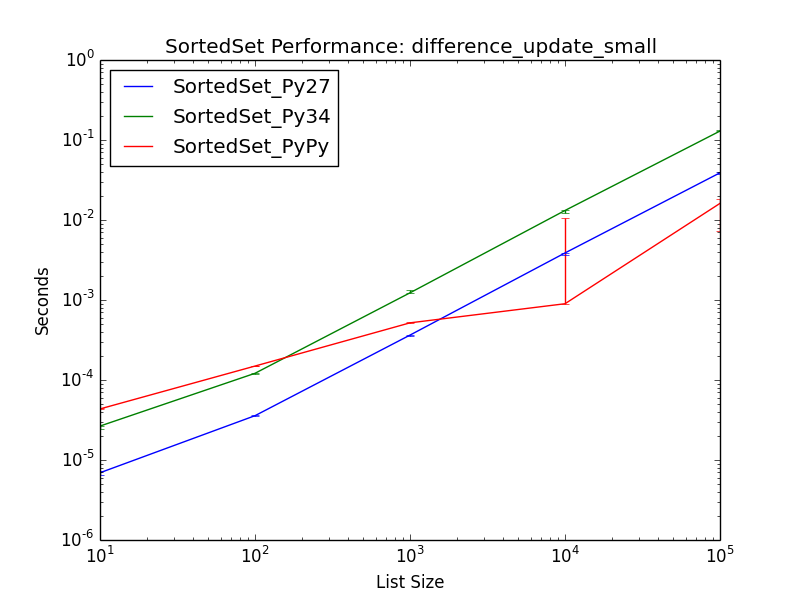 SortedSet Performance: difference_update_small
10^0
SortedSet_Py27
SortedSet_Py34
SortedSet_PyPy
10^-1
10^-2
10^-3
10^-4
10^-5
10^-6
Seconds
10^1 10^2 10^3 10^4 10^5
List Size